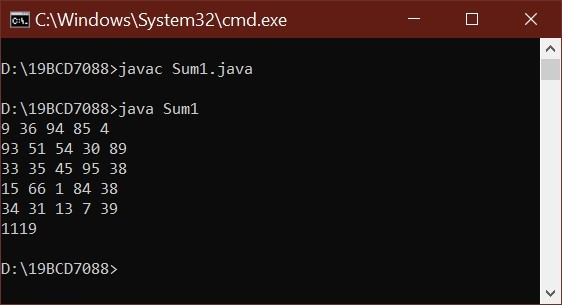 C:\Windows\System32\cmd.exe
D:\19BCD7088>javac Sum1.java
D:\19BCD7088>java Sum1
9 36 94 85 4
93 51 54 30 89
33 35 45 95 38
15 66 1 84 38
34 31 13 7 39
1119
D:\19BCD7088>